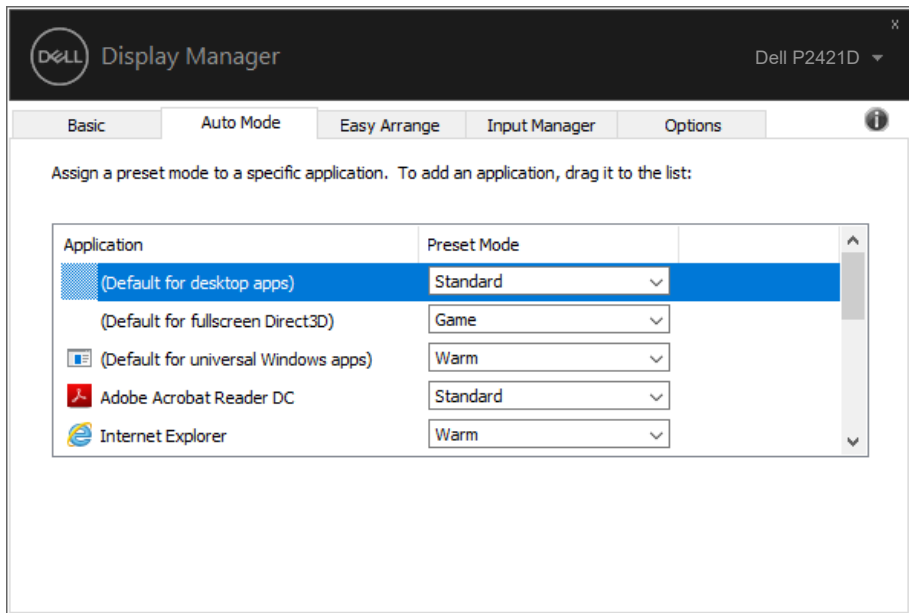 x
DELL Display Manager
Dell P2421D
Basic Auto Mode Easy Arrange Input Manager Options
Assign a preset mode to a specific application. To add an application, drag it to the list:
Application Preset Mode
(Default for desktop apps) Standard
(Default for fullscreen Direct3D) Game
(Default for universal Windows apps) Warm
Adobe Acrobat Reader DC Standard
Internet Explorer Warm